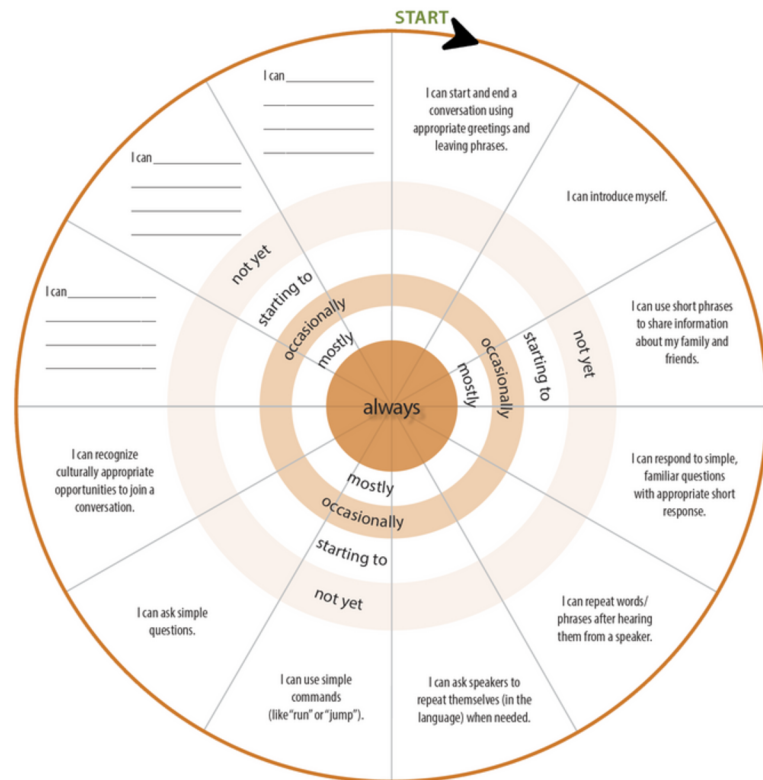 START
I can start and end a
conversation using
appropriate greetings and
leaving phrases.
I can introduce myself.
I can use short phrases
to share information
about my family and
friends.
I can respond to simple,
familiar questions
with appropriate short
response.
I can repeat words/
phrases after hearing
them from a speaker.
I can ask speakers to
repeat themselves (in the
language) when needed.
I can use simple
commands
(like “run” or “jump”).
I can ask simple
questions.
I can recognize
culturally appropriate
opportunities to join a
conversation.
I can
I can
I can
not yet
starting to
occasionally
mostly
always
mostly
occasionally
starting to
not yet
mostly
occasionally
starting to
not yet